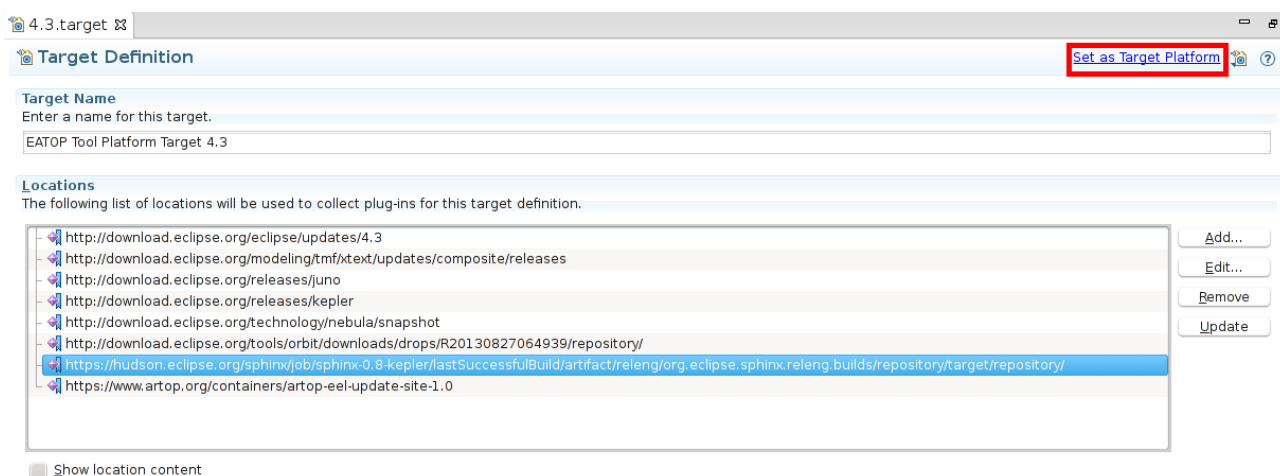 4.3.target
Target Definition
Set as Target Platform
Target Name
Enter a name for this target.
EATOP Tool Platform Target 4.3
Locations
The following list of locations will be used to collect plug-ins for this target definition.
http://download.eclipse.org/eclipse/updates/4.3
http://download.eclipse.org/modeling/tmf/xtext/updates/composite/releases
http://download.eclipse.org/releases/juno
http://download.eclipse.org/releases/kepler
http://download.eclipse.org/technology/nebula/snapshot
http://download.eclipse.org/tools/orbit/downloads/drops/R20130827064939/repository/
https://hudson.eclipse.org/sphinx/job/sphinx-0.8-kepler/lastSuccessfulBuild/artifact/releng/org.eclipse.sphinx.releng.builds/repository/target/repository/
https://www.artop.org/containers/artop-eel-update-site-1.0
Add...
Edit...
Remove
Update
Show location content